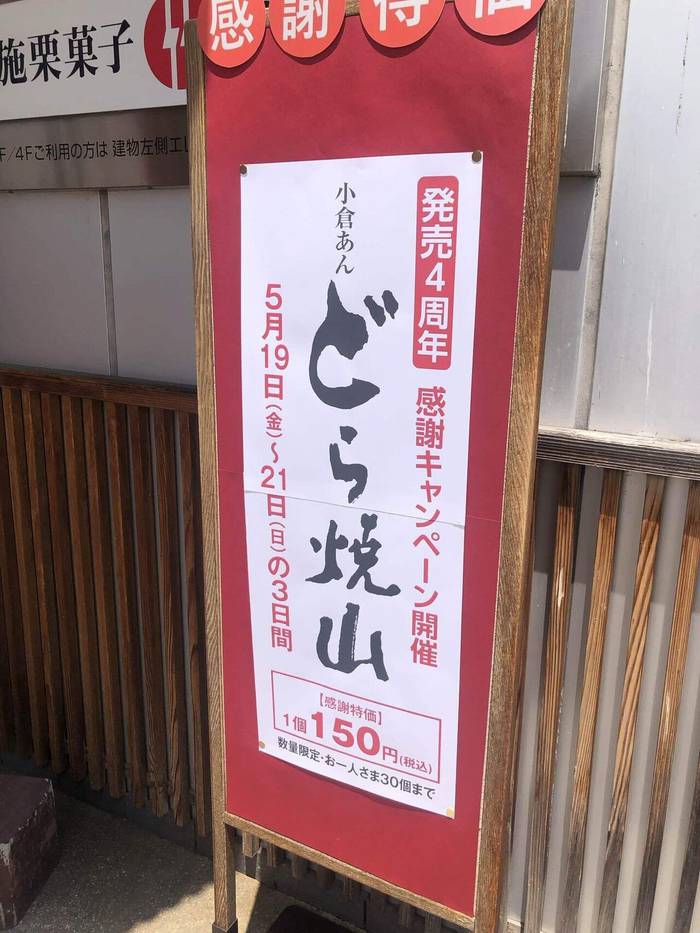 感謝特価
施栗菓子
F/4Fご利用の方は 建物左側エレ
発売4周年 感謝キャンペーン開催
小倉あん
どら焼山
5月19日(金)~21日(日)の3日間
【感謝特価】
1個150円(税込)
数量限定・お一人さま30個まで